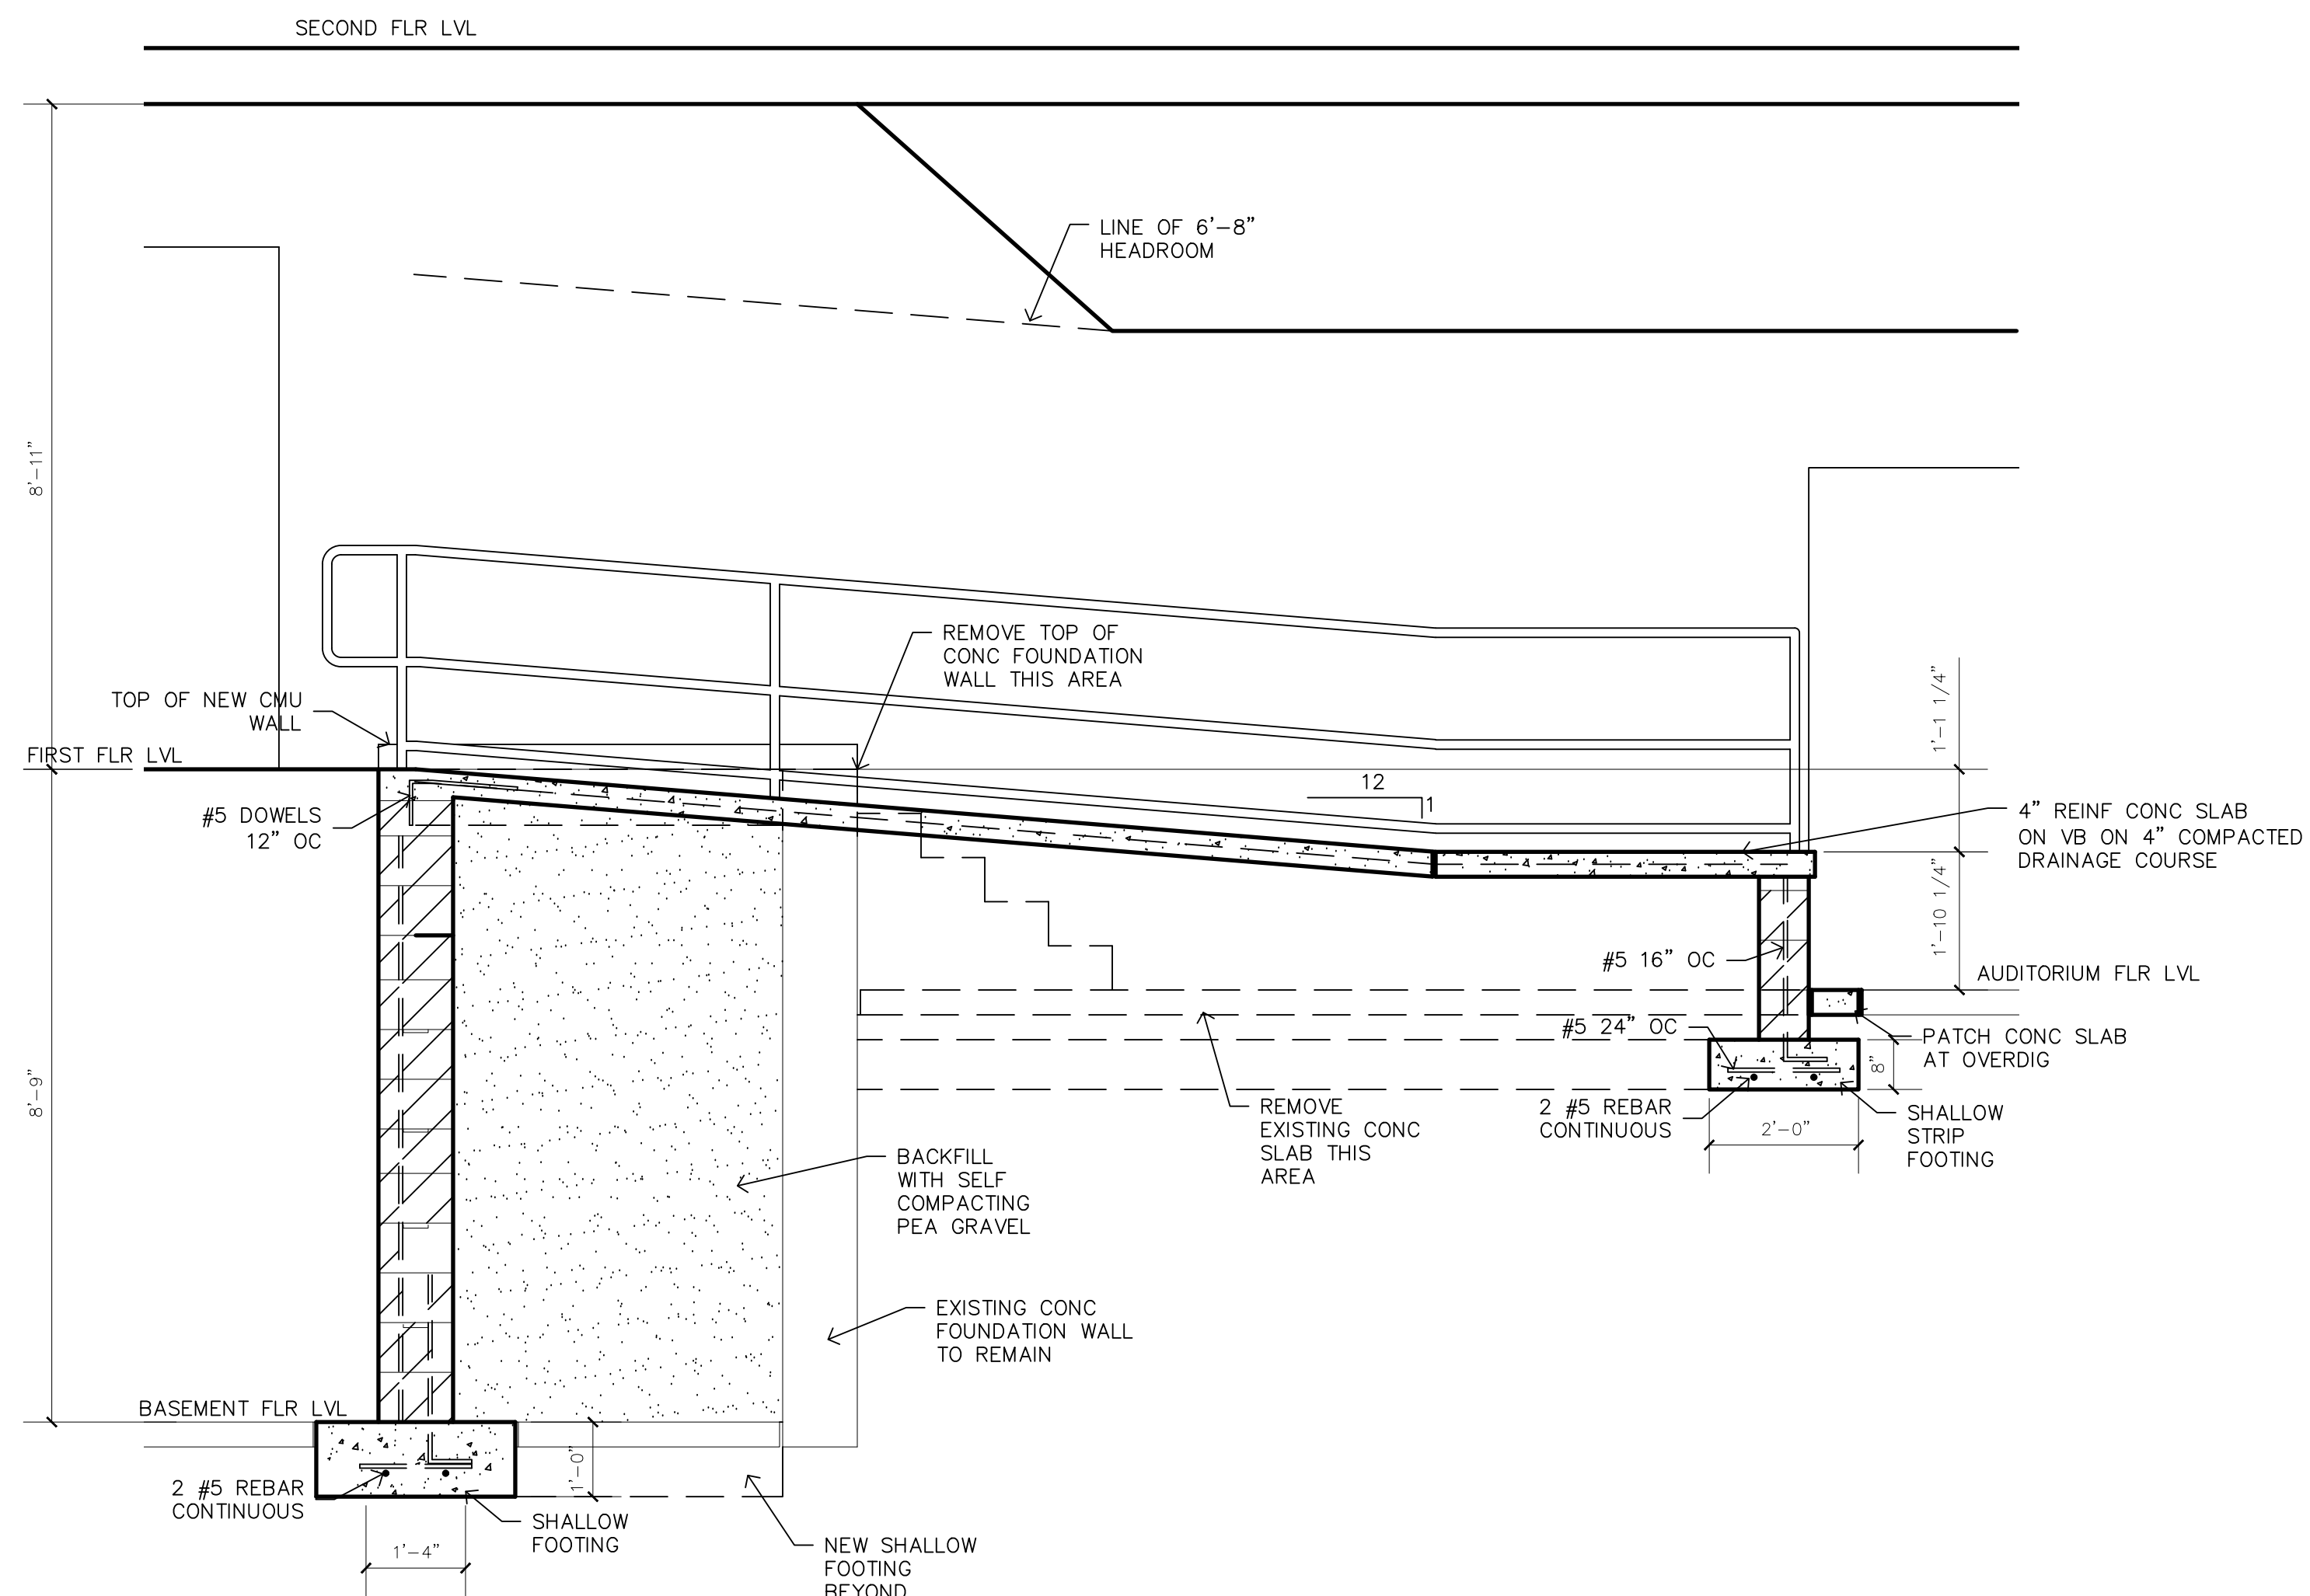 SECOND FLR LVL
LINE OF 6'-8"
HEADROOM
8'-11"
REMOVE TOP OF
CONC FOUNDATION
WALL THIS AREA
TOP OF NEW CMU
WALL
FIRST FLR LVL
1'-1 1/4"
12
1
#5 DOWELS
12" OC
4" REINF CONC SLAB
ON VB ON 4" COMPACTED
DRAINAGE COURSE
1'-10 1/4"
#5 16" OC
AUDITORIUM FLR LVL
#5 24" OC
PATCH CONC SLAB
AT OVERDIG
8"
8'-9"
REMOVE
EXISTING CONC
SLAB THIS
AREA
2 #5 REBAR
CONTINUOUS
2'-0"
SHALLOW
STRIP
FOOTING
BACKFILL
WITH SELF
COMPACTING
PEA GRAVEL
EXISTING CONC
FOUNDATION WALL
TO REMAIN
BASEMENT FLR LVL
1'-0"
2 #5 REBAR
CONTINUOUS
SHALLOW
FOOTING
1'-4"
NEW SHALLOW
FOOTING
BEYOND